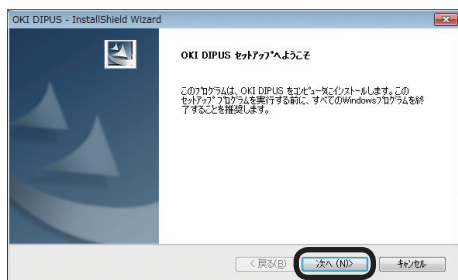 OKI DIPUS - InstallShield Wizard
OKI DIPUS ｾｯﾄｱｯﾌﾟへようこそ
このﾌﾟﾛｸﾞﾗﾑは、OKI DIPUS をｺﾝﾋﾟｭｰﾀにｲﾝｽﾄｰﾙします。この
ｾｯﾄｱｯﾌﾟ ﾌﾟﾛｸﾞﾗﾑを実行する前に、すべてのWindowsﾌﾟﾛｸﾞﾗﾑを終
了することを推奨します。
< 戻る(B)
次へ (N)>
ｷｬﾝｾﾙ